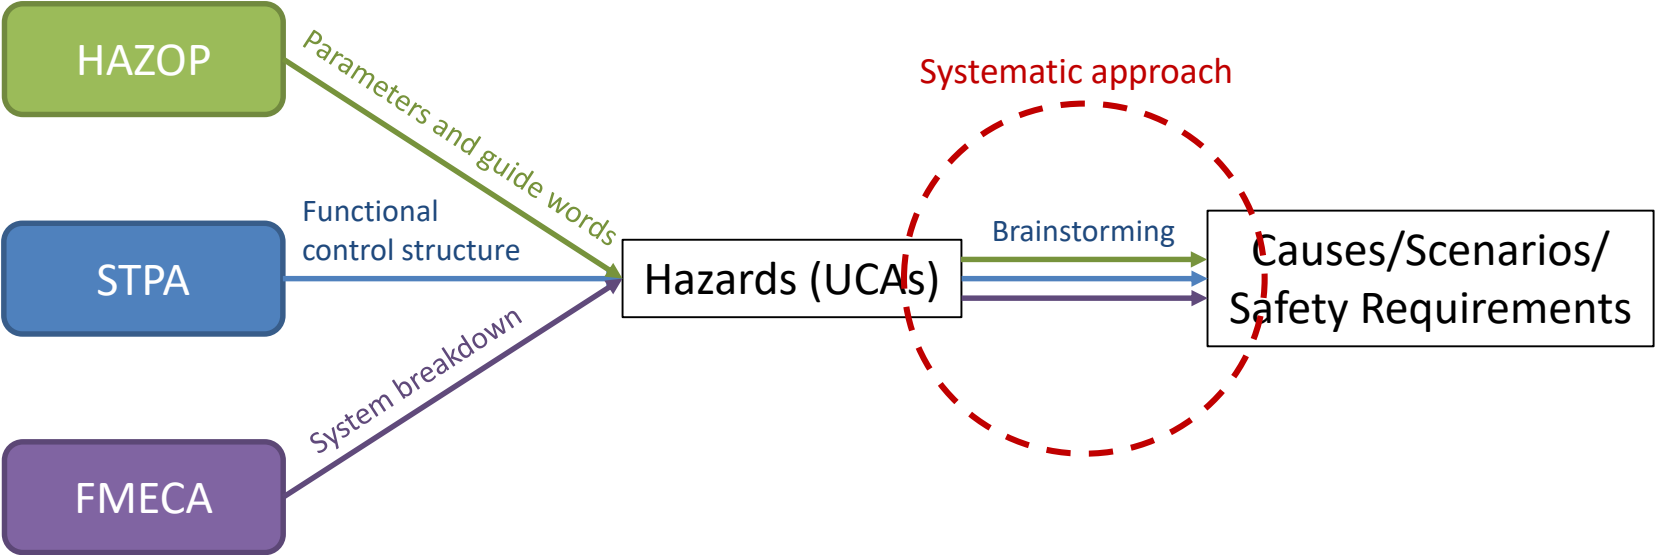 HAZOP
Parameters and guide words
Systematic approach
STPA
Functional
control structure
Hazards (UCAs)
Brainstorming
Causes/Scenarios/
Safety Requirements
System breakdown
FMECA